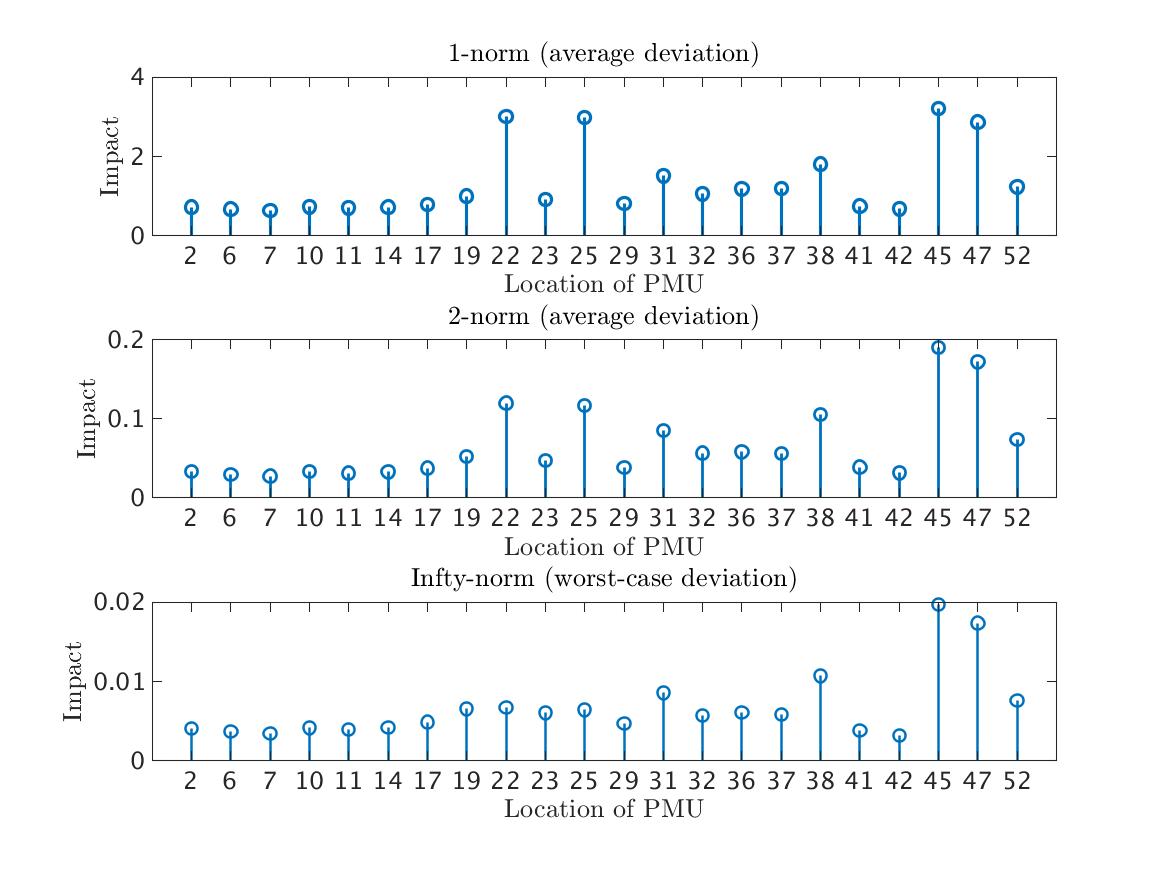 1-norm (average deviation)
4
2
0
Impact
2 6 7 10 11 14 17 19 22 23 25 29 31 32 36 37 38 41 42 45 47 52
Location of PMU
2-norm (average deviation)
0.2
0.1
0
Impact
2 6 7 10 11 14 17 19 22 23 25 29 31 32 36 37 38 41 42 45 47 52
Location of PMU
Infty-norm (worst-case deviation)
0.02
0.01
0
Impact
2 6 7 10 11 14 17 19 22 23 25 29 31 32 36 37 38 41 42 45 47 52
Location of PMU